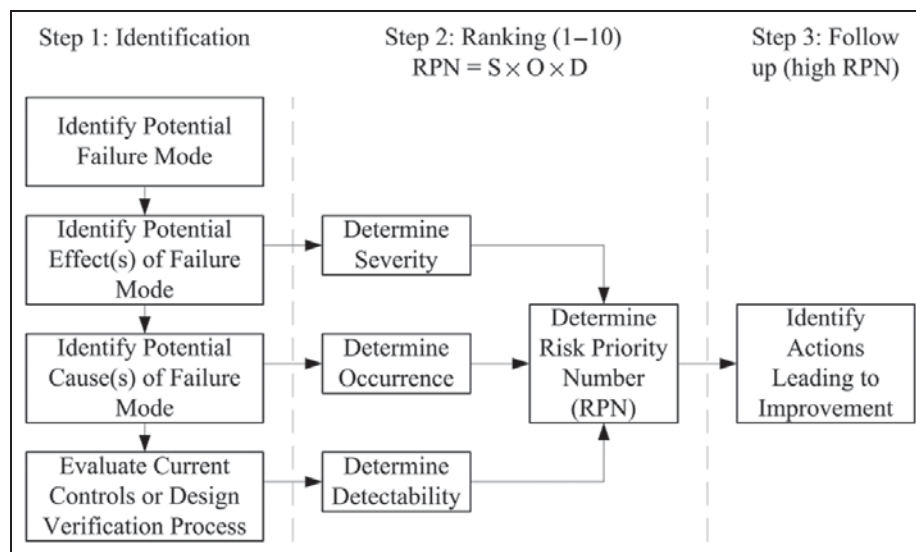 Step 1: Identification
Step 2: Ranking (1–10)
RPN = S × O × D
Step 3: Follow
up (high RPN)
Identify Potential
Failure Mode
Identify Potential
Effect(s) of Failure
Mode
Determine
Severity
Identify Potential
Cause(s) of Failure
Mode
Determine
Occurrence
Determine
Risk Priority
Number
(RPN)
Identify
Actions
Leading to
Improvement
Evaluate Current
Controls or Design
Verification Process
Determine
Detectability